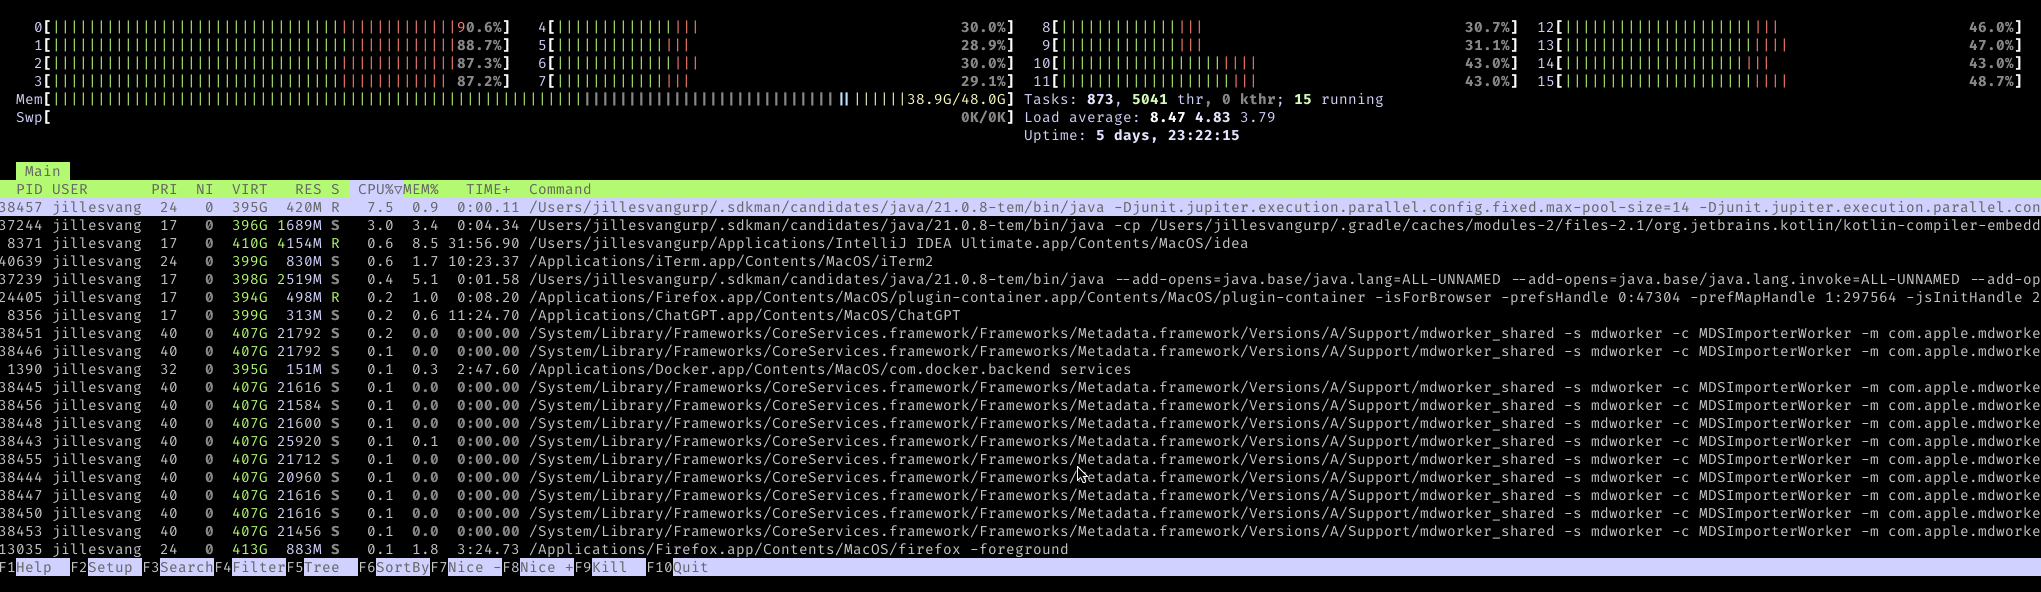 0[90.6%] 4[30.0%] 8[30.7%] 12[46.0%]
1[88.7%] 5[28.9%] 9[31.1%] 13[47.0%]
2[87.3%] 6[30.0%] 10[43.0%] 14[43.0%]
3[87.2%] 7[29.1%] 11[43.0%] 15[48.7%]
Mem[38.9G/48.0G] Tasks: 873, 5041 thr, 0 kthr; 15 running
Swp[0K/0K] Load average: 8.47 4.83 3.79
Uptime: 5 days, 23:22:15
Main
PID USER PRI NI VIRT RES S CPU%▽MEM% TIME+ Command
38457 jillesvang 24 0 395G 420M R 7.5 0.9 0:00.11 /Users/jillesvangurp/.sdkman/candidates/java/21.0.8-tem/bin/java -Djunit.jupiter.execution.parallel.config.fixed.max-pool-size=14 -Djunit.jupiter.execution.parallel.con
37244 jillesvang 17 0 396G 1689M S 3.0 3.4 0:04.34 /Users/jillesvangurp/.sdkman/candidates/java/21.0.8-tem/bin/java -cp /Users/jillesvangurp/.gradle/caches/modules-2/files-2.1/org.jetbrains.kotlin/kotlin-compiler-embedd
8371 jillesvang 17 0 410G 4154M R 0.6 8.5 31:56.90 /Users/jillesvangurp/Applications/IntelliJ IDEA Ultimate.app/Contents/MacOS/idea
40639 jillesvang 24 0 399G 830M S 0.6 1.7 10:23.37 /Applications/iTerm.app/Contents/MacOS/iTerm2
37239 jillesvang 17 0 398G 2519M S 0.4 5.1 0:01.58 /Users/jillesvangurp/.sdkman/candidates/java/21.0.8-tem/bin/java --add-opens=java.base/java.lang=ALL-UNNAMED --add-opens=java.base/java.lang.invoke=ALL-UNNAMED --add-op
24405 jillesvang 17 0 394G 498M R 0.2 1.0 0:08.20 /Applications/Firefox.app/Contents/MacOS/plugin-container.app/Contents/MacOS/plugin-container -isForBrowser -prefsHandle 0:47304 -prefMapHandle 1:297564 -jsInitHandle 2
8356 jillesvang 17 0 399G 313M S 0.2 0.6 11:24.70 /Applications/ChatGPT.app/Contents/MacOS/ChatGPT
38451 jillesvang 40 0 407G 21792 S 0.2 0.0 0:00.00 /System/Library/Frameworks/CoreServices.framework/Frameworks/Metadata.framework/Versions/A/Support/mdworker_shared -s mdworker -c MDSImporterWorker -m com.apple.mdworke
38446 jillesvang 40 0 407G 21792 S 0.1 0.0 0:00.00 /System/Library/Frameworks/CoreServices.framework/Frameworks/Metadata.framework/Versions/A/Support/mdworker_shared -s mdworker -c MDSImporterWorker -m com.apple.mdworke
1390 jillesvang 32 0 395G 151M S 0.1 0.3 2:47.60 /Applications/Docker.app/Contents/MacOS/com.docker.backend services
38445 jillesvang 40 0 407G 21616 S 0.1 0.0 0:00.00 /System/Library/Frameworks/CoreServices.framework/Frameworks/Metadata.framework/Versions/A/Support/mdworker_shared -s mdworker -c MDSImporterWorker -m com.apple.mdworke
38456 jillesvang 40 0 407G 21584 S 0.1 0.0 0:00.00 /System/Library/Frameworks/CoreServices.framework/Frameworks/Metadata.framework/Versions/A/Support/mdworker_shared -s mdworker -c MDSImporterWorker -m com.apple.mdworke
38448 jillesvang 40 0 407G 21600 S 0.1 0.0 0:00.00 /System/Library/Frameworks/CoreServices.framework/Frameworks/Metadata.framework/Versions/A/Support/mdworker_shared -s mdworker -c MDSImporterWorker -m com.apple.mdworke
38443 jillesvang 40 0 407G 25920 S 0.1 0.1 0:00.00 /System/Library/Frameworks/CoreServices.framework/Frameworks/Metadata.framework/Versions/A/Support/mdworker_shared -s mdworker -c MDSImporterWorker -m com.apple.mdworke
38455 jillesvang 40 0 407G 21712 S 0.1 0.0 0:00.00 /System/Library/Frameworks/CoreServices.framework/Frameworks/Metadata.framework/Versions/A/Support/mdworker_shared -s mdworker -c MDSImporterWorker -m com.apple.mdworke
38444 jillesvang 40 0 407G 20960 S 0.1 0.0 0:00.00 /System/Library/Frameworks/CoreServices.framework/Frameworks/Metadata.framework/Versions/A/Support/mdworker_shared -s mdworker -c MDSImporterWorker -m com.apple.mdworke
38447 jillesvang 40 0 407G 21616 S 0.1 0.0 0:00.00 /System/Library/Frameworks/CoreServices.framework/Frameworks/Metadata.framework/Versions/A/Support/mdworker_shared -s mdworker -c MDSImporterWorker -m com.apple.mdworke
38450 jillesvang 40 0 407G 21616 S 0.1 0.0 0:00.00 /System/Library/Frameworks/CoreServices.framework/Frameworks/Metadata.framework/Versions/A/Support/mdworker_shared -s mdworker -c MDSImporterWorker -m com.apple.mdworke
38453 jillesvang 40 0 407G 21456 S 0.1 0.0 0:00.00 /System/Library/Frameworks/CoreServices.framework/Frameworks/Metadata.framework/Versions/A/Support/mdworker_shared -s mdworker -c MDSImporterWorker -m com.apple.mdworke
13035 jillesvang 24 0 413G 883M S 0.1 1.8 3:24.73 /Applications/Firefox.app/Contents/MacOS/firefox -foreground
F1Help F2Setup F3SearchF4FilterF5Tree F6SortByF7Nice -F8Nice +F9Kill F10Quit